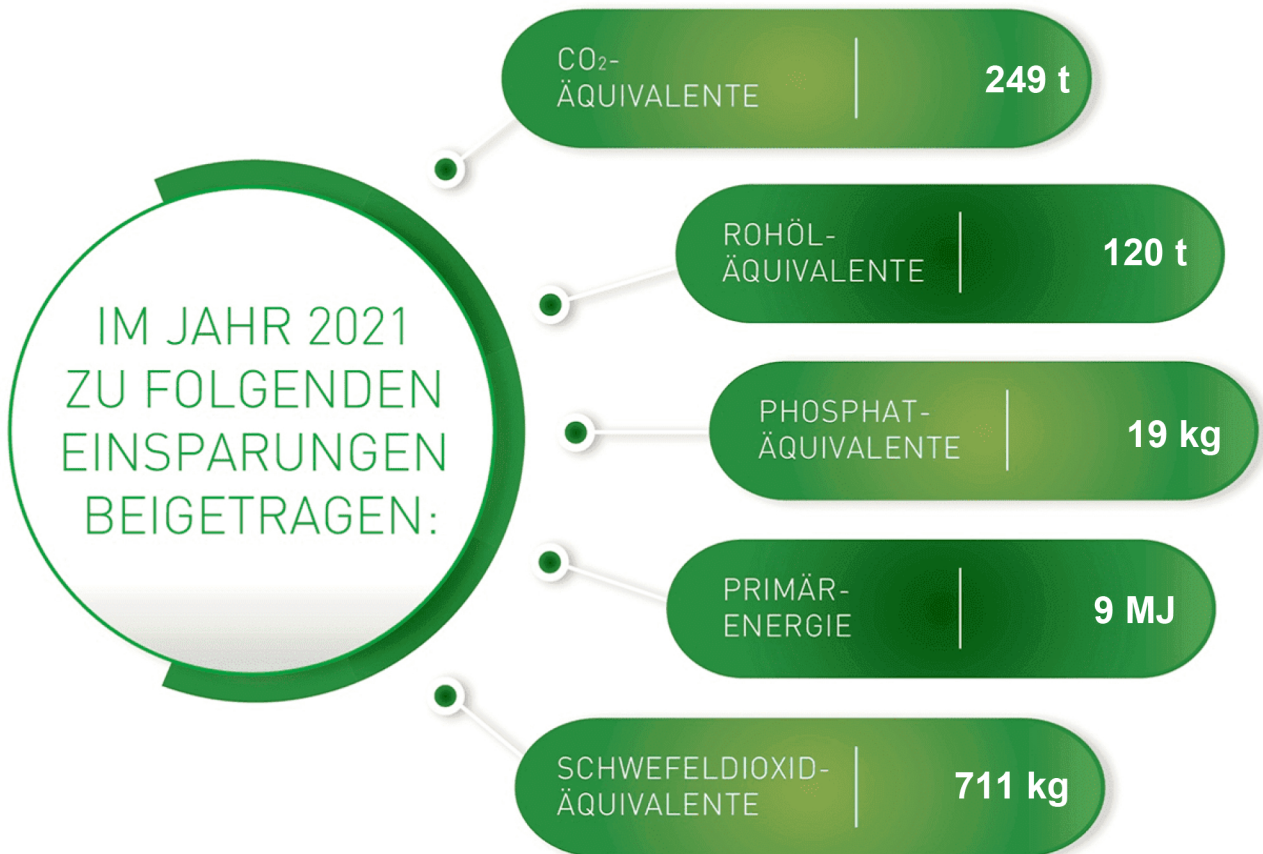 IM JAHR 2021
ZU FOLGENDEN
EINSPARUNGEN
BEIGETRAGEN:
CO₂-
ÄQUIVALENTE
249 t
ROHÖL-
ÄQUIVALENTE
120 t
PHOSPHAT-
ÄQUIVALENTE
19 kg
PRIMÄR-
ENERGIE
9 MJ
SCHWEFELDIOXID-
ÄQUIVALENTE
711 kg